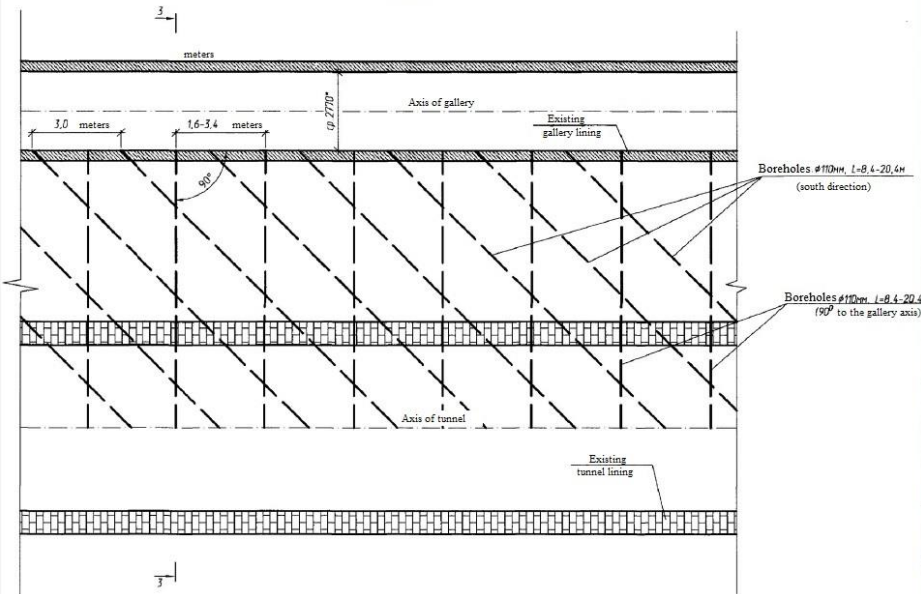 3
meters
Axis of gallery
ср 2770*
3,0 meters
1,6-3,4 meters
Existing
gallery lining
90°
Boreholes ⌀110мм, L=8,4-20,4м
(south direction)
Boreholes ⌀110мм, L=8,4-20,4
(90° to the gallery axis)
Axis of tunnel
Existing
tunnel lining
3